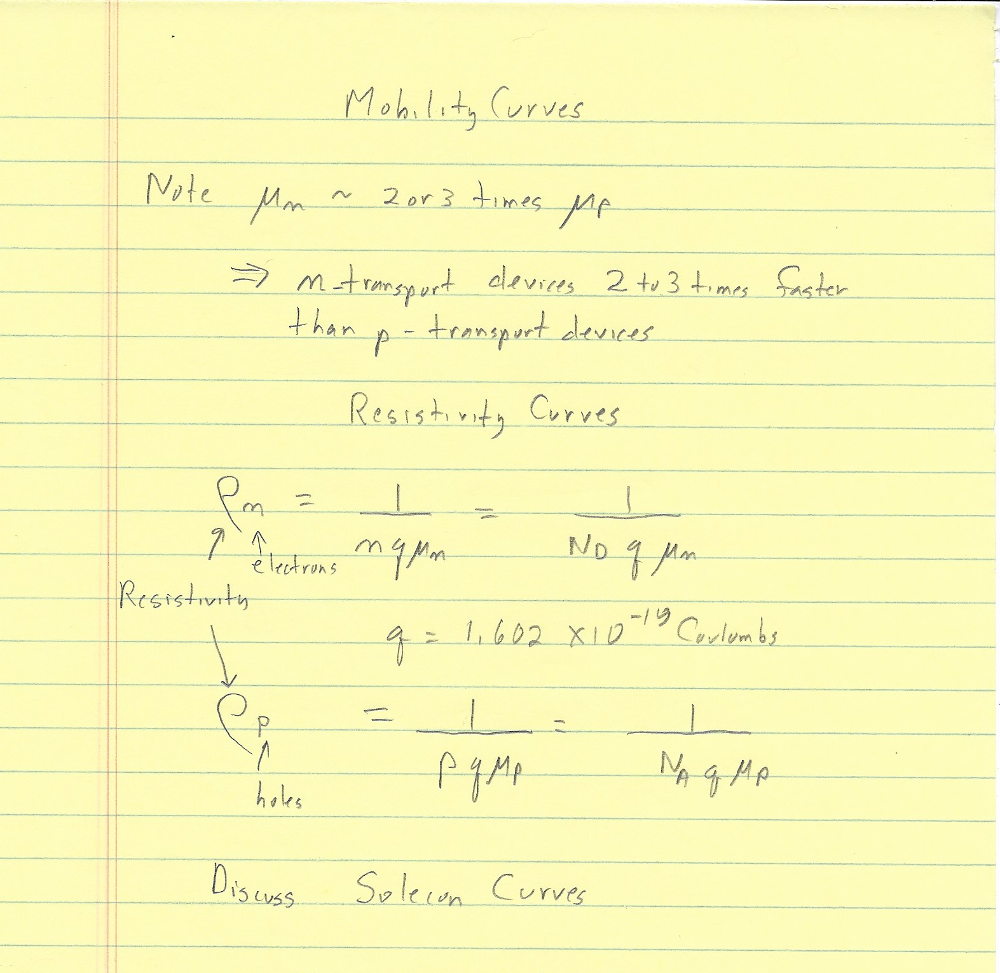 Mobility Curves
Note μn ~ 2 or 3 times μp
⇒ n-transport devices 2 to 3 times faster
than p - transport devices
Resistivity Curves
ρn = 1/(n q μn) = 1/(ND q μn)
electrons
Resistivity
q = 1.602 × 10^-19 Coulombs
ρp = 1/(p q μp) = 1/(NA q μp)
holes
Discuss Solecon Curves